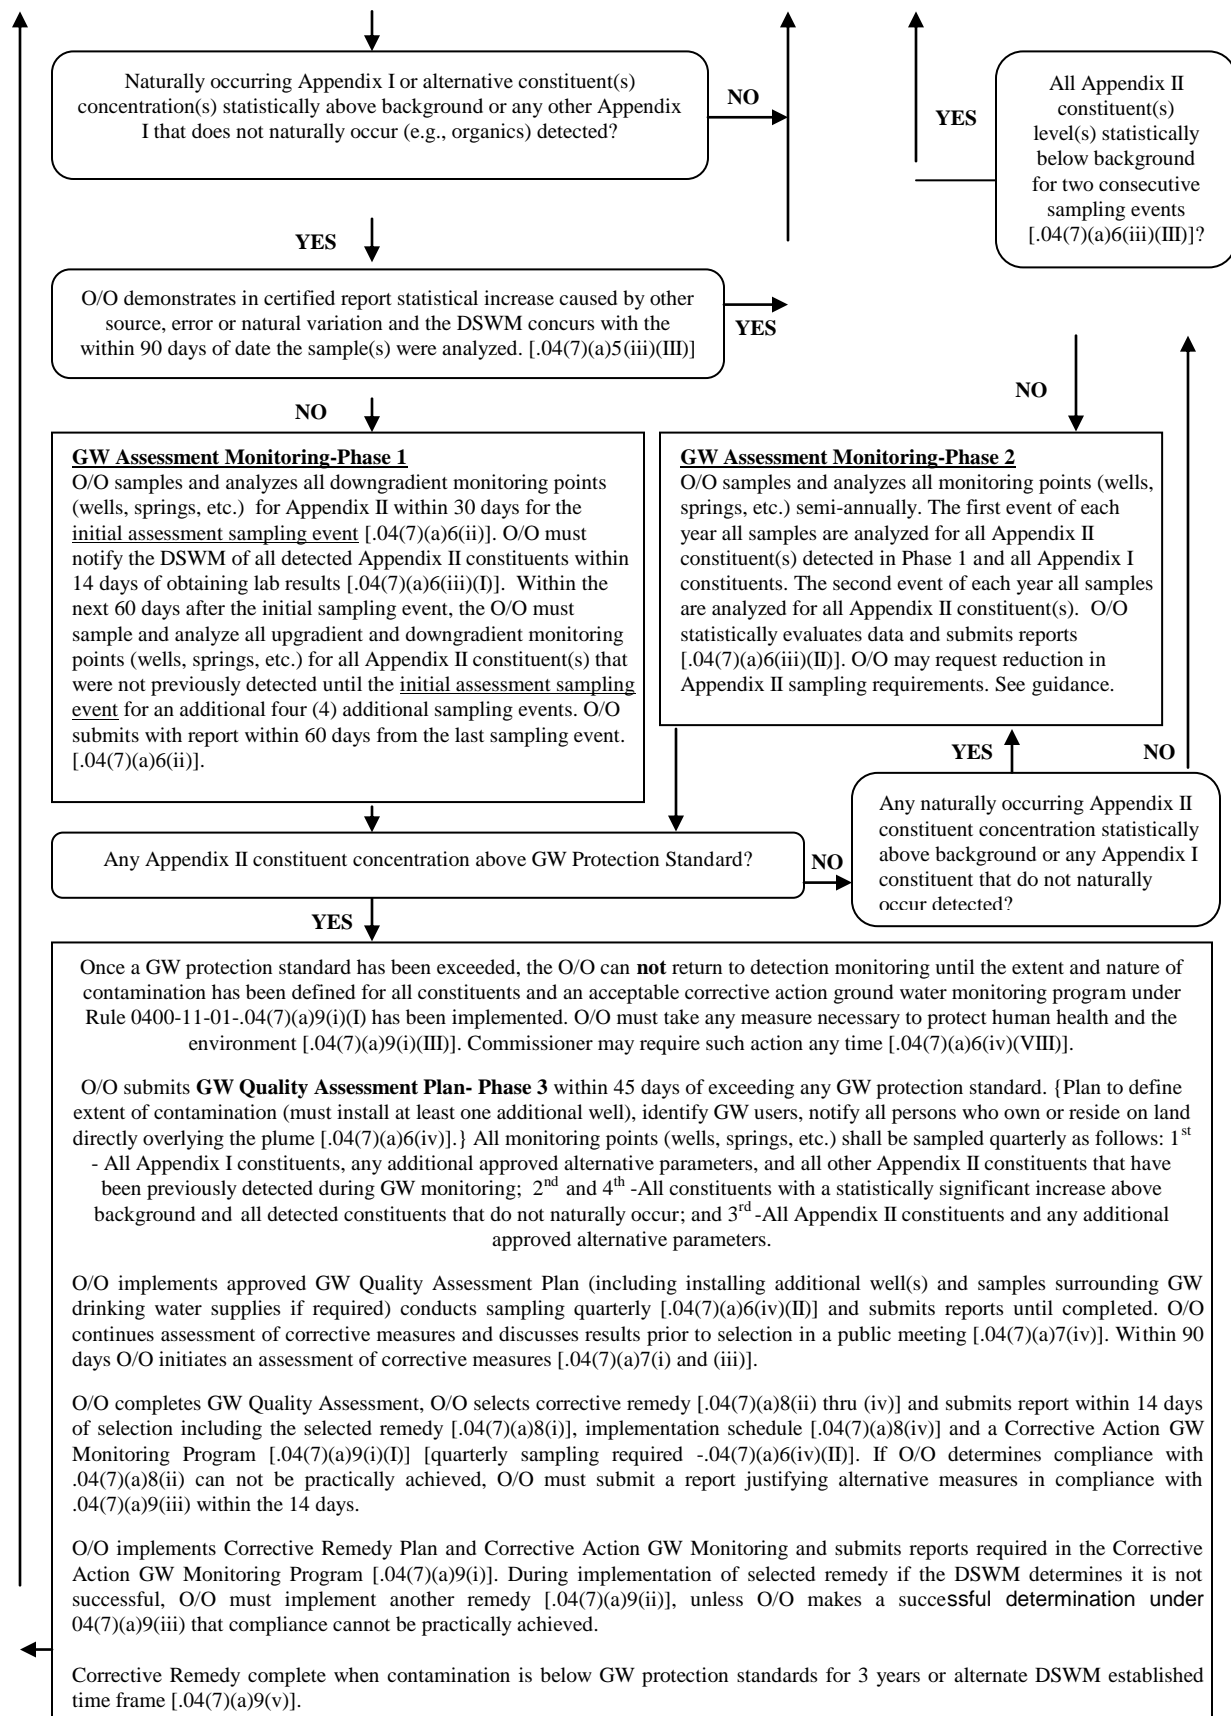 Naturally occurring Appendix I or alternative constituent(s)
concentration(s) statistically above background or any other Appendix
I that does not naturally occur (e.g., organics) detected?
NO
YES
All Appendix II
constituent(s)
level(s) statistically
below background
for two consecutive
sampling events
[.04(7)(a)6(iii)(III)]?
YES
O/O demonstrates in certified report statistical increase caused by other
source, error or natural variation and the DSWM concurs with the
within 90 days of date the sample(s) were analyzed. [.04(7)(a)5(iii)(III)]
YES
NO
NO
GW Assessment Monitoring-Phase 1
O/O samples and analyzes all downgradient monitoring points
(wells, springs, etc.) for Appendix II within 30 days for the
initial assessment sampling event [.04(7)(a)6(ii)]. O/O must
notify the DSWM of all detected Appendix II constituents within
14 days of obtaining lab results [.04(7)(a)6(iii)(I)]. Within the
next 60 days after the initial sampling event, the O/O must
sample and analyze all upgradient and downgradient monitoring
points (wells, springs, etc.) for all Appendix II constituent(s) that
were not previously detected until the initial assessment sampling
event for an additional four (4) additional sampling events. O/O
submits with report within 60 days from the last sampling event.
[.04(7)(a)6(ii)].
GW Assessment Monitoring-Phase 2
O/O samples and analyzes all monitoring points (wells,
springs, etc.) semi-annually. The first event of each
year all samples are analyzed for all Appendix II
constituent(s) detected in Phase 1 and all Appendix I
constituents. The second event of each year all samples
are analyzed for all Appendix II constituent(s). O/O
statistically evaluates data and submits reports
[.04(7)(a)6(iii)(II)]. O/O may request reduction in
Appendix II sampling requirements. See guidance.
YES
NO
Any Appendix II constituent concentration above GW Protection Standard?
NO
Any naturally occurring Appendix II
constituent concentration statistically
above background or any Appendix I
constituent that do not naturally
occur detected?
YES
Once a GW protection standard has been exceeded, the O/O can not return to detection monitoring until the extent and nature of
contamination has been defined for all constituents and an acceptable corrective action ground water monitoring program under
Rule 0400-11-01-.04(7)(a)9(i)(I) has been implemented. O/O must take any measure necessary to protect human health and the
environment [.04(7)(a)9(i)(III)]. Commissioner may require such action any time [.04(7)(a)6(iv)(VIII)].
O/O submits GW Quality Assessment Plan- Phase 3 within 45 days of exceeding any GW protection standard. {Plan to define
extent of contamination (must install at least one additional well), identify GW users, notify all persons who own or reside on land
directly overlying the plume [.04(7)(a)6(iv)].} All monitoring points (wells, springs, etc.) shall be sampled quarterly as follows: 1st
- All Appendix I constituents, any additional approved alternative parameters, and all other Appendix II constituents that have
been previously detected during GW monitoring; 2nd and 4th -All constituents with a statistically significant increase above
background and all detected constituents that do not naturally occur; and 3rd -All Appendix II constituents and any additional
approved alternative parameters.
O/O implements approved GW Quality Assessment Plan (including installing additional well(s) and samples surrounding GW
drinking water supplies if required) conducts sampling quarterly [.04(7)(a)6(iv)(II)] and submits reports until completed. O/O
continues assessment of corrective measures and discusses results prior to selection in a public meeting [.04(7)(a)7(iv)]. Within 90
days O/O initiates an assessment of corrective measures [.04(7)(a)7(i) and (iii)].
O/O completes GW Quality Assessment, O/O selects corrective remedy [.04(7)(a)8(ii) thru (iv)] and submits report within 14 days
of selection including the selected remedy [.04(7)(a)8(i)], implementation schedule [.04(7)(a)8(iv)] and a Corrective Action GW
Monitoring Program [.04(7)(a)9(i)(I)] [quarterly sampling required -.04(7)(a)6(iv)(II)]. If O/O determines compliance with
.04(7)(a)8(ii) can not be practically achieved, O/O must submit a report justifying alternative measures in compliance with
.04(7)(a)9(iii) within the 14 days.
O/O implements Corrective Remedy Plan and Corrective Action GW Monitoring and submits reports required in the Corrective
Action GW Monitoring Program [.04(7)(a)9(i)]. During implementation of selected remedy if the DSWM determines it is not
successful, O/O must implement another remedy [.04(7)(a)9(ii)], unless O/O makes a successful determination under
04(7)(a)9(iii) that compliance cannot be practically achieved.
Corrective Remedy complete when contamination is below GW protection standards for 3 years or alternate DSWM established
time frame [.04(7)(a)9(v)].